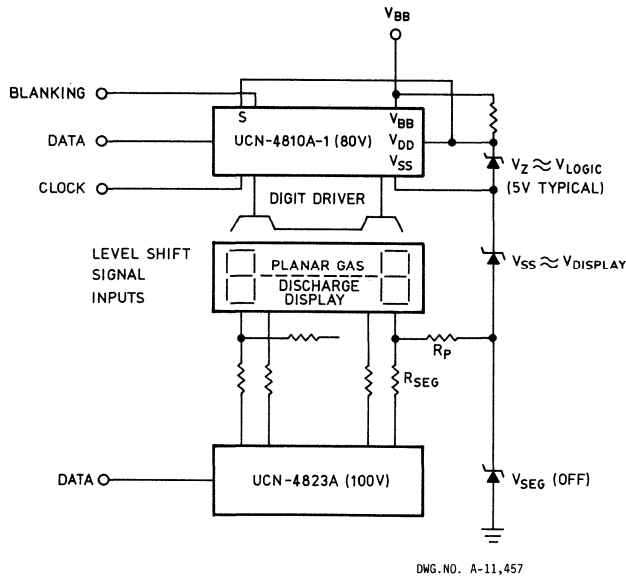 V_BB
BLANKING
S
V_BB
DATA
UCN-4810A-1 (80V)
V_DD
V_Z ≈ V_LOGIC
V_SS
(5V TYPICAL)
CLOCK
DIGIT DRIVER
LEVEL SHIFT
SIGNAL
INPUTS
PLANAR GAS
DISCHARGE
DISPLAY
V_SS ≈ V_DISPLAY
R_P
R_SEG
DATA
UCN-4823A (100V)
V_SEG (OFF)
DWG.NO. A-11,457